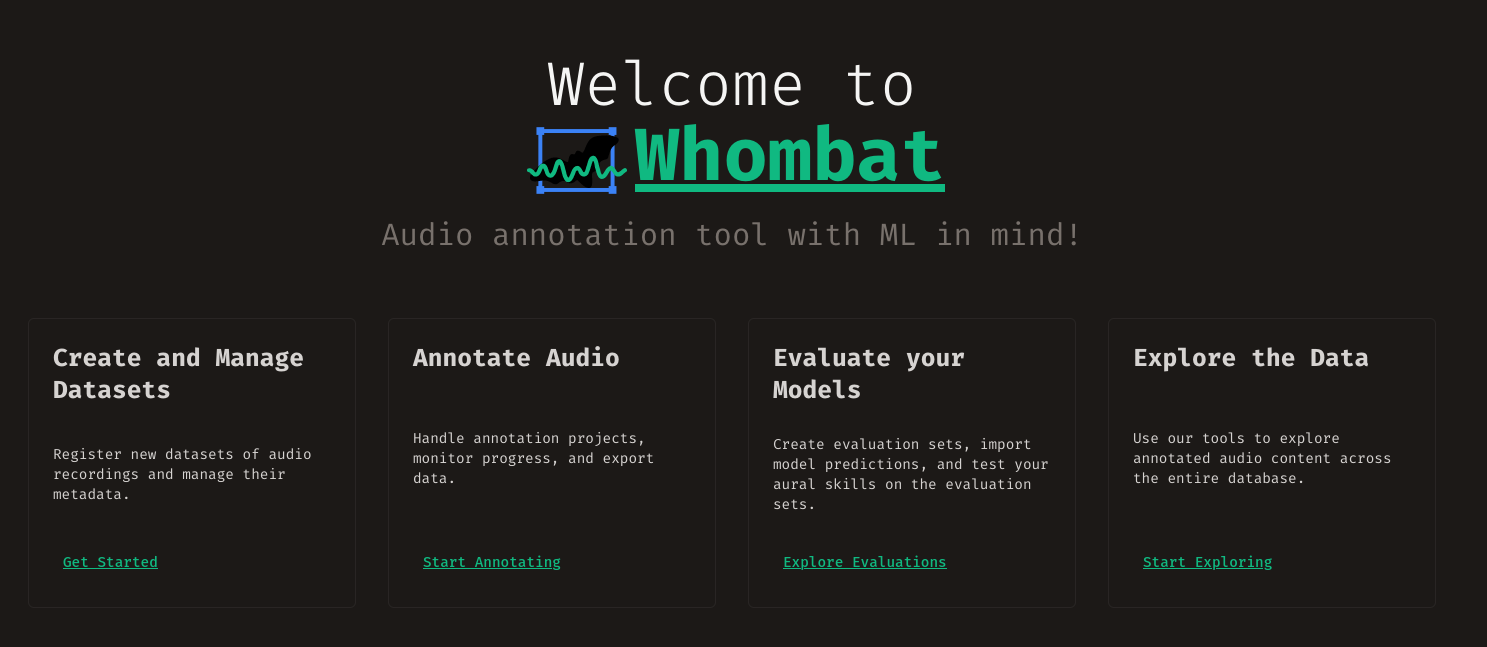 Welcome to
Whombat
Audio annotation tool with ML in mind!
Create and Manage
Datasets
Register new datasets of audio
recordings and manage their
metadata.
Get Started
Annotate Audio
Handle annotation projects,
monitor progress, and export
data.
Start Annotating
Evaluate your
Models
Create evaluation sets, import
model predictions, and test your
aural skills on the evaluation
sets.
Explore Evaluations
Explore the Data
Use our tools to explore
annotated audio content across
the entire database.
Start Exploring